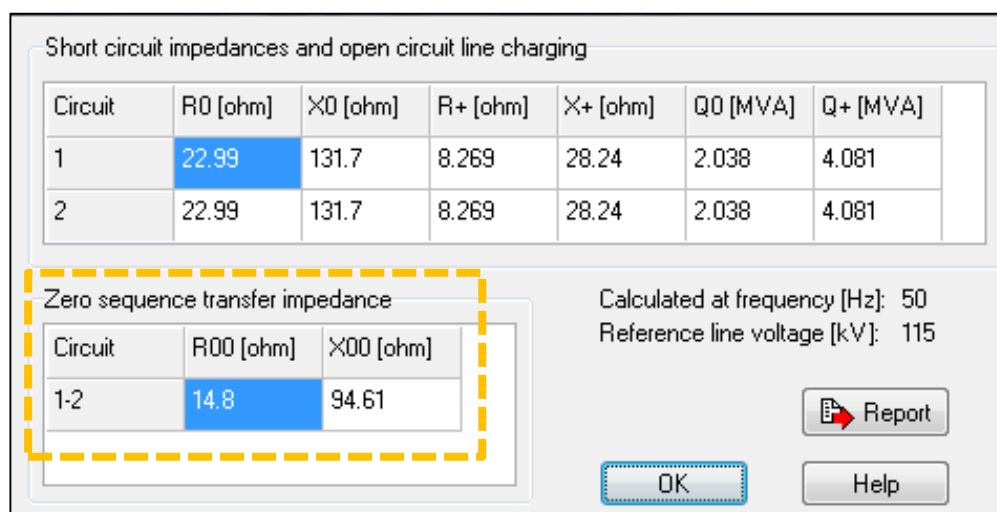 Short circuit impedances and open circuit line charging
Circuit R0 [ohm] X0 [ohm] R+ [ohm] X+ [ohm] Q0 [MVA] Q+ [MVA]
1 22.99 131.7 8.269 28.24 2.038 4.081
2 22.99 131.7 8.269 28.24 2.038 4.081
Zero sequence transfer impedance
Circuit R00 [ohm] X00 [ohm]
1-2 14.8 94.61
Calculated at frequency [Hz]: 50
Reference line voltage [kV]: 115
Report
OK Help